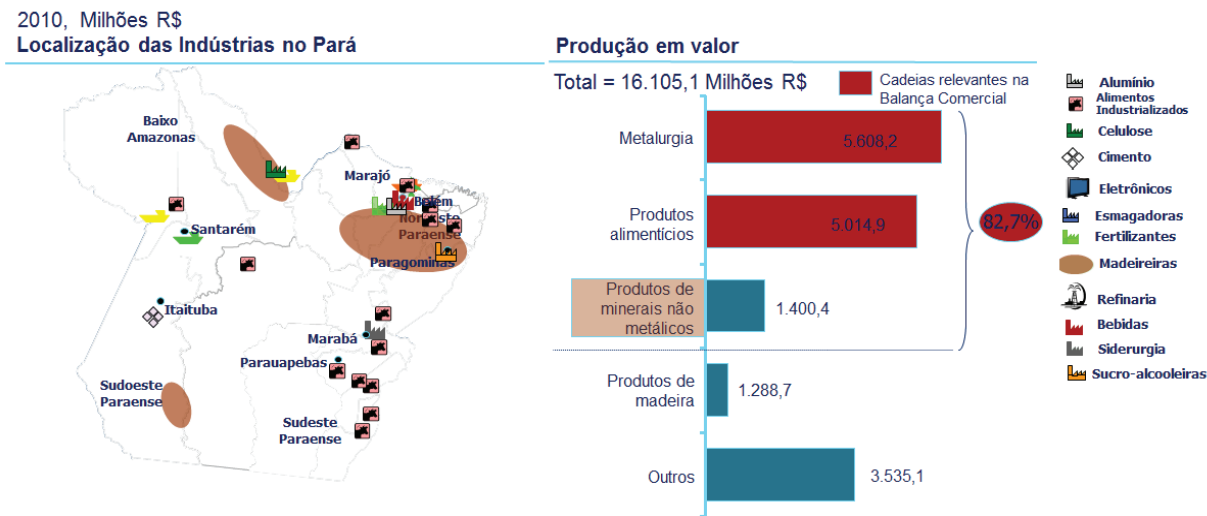 2010, Milhões R$
Localização das Indústrias no Pará
Baixo
Amazonas
Marajó
Belém
Nordeste
Paraense
Santarém
Paragominas
Itaituba
Marabá
Parauapebas
Sudoeste
Paraense
Sudeste
Paraense
Produção em valor
Total = 16.105,1 Milhões R$
Cadeias relevantes na
Balança Comercial
Metalurgia
5.608,2
Produtos
alimentícios
5.014,9
82,7%
Produtos de
minerais não
metálicos
1.400,4
Produtos de
madeira
1.288,7
Outros
3.535,1
Alumínio
Alimentos
Industrializados
Celulose
Cimento
Eletrônicos
Esmagadoras
Fertilizantes
Madeireiras
Refinaria
Bebidas
Siderurgia
Sucro-alcooleiras